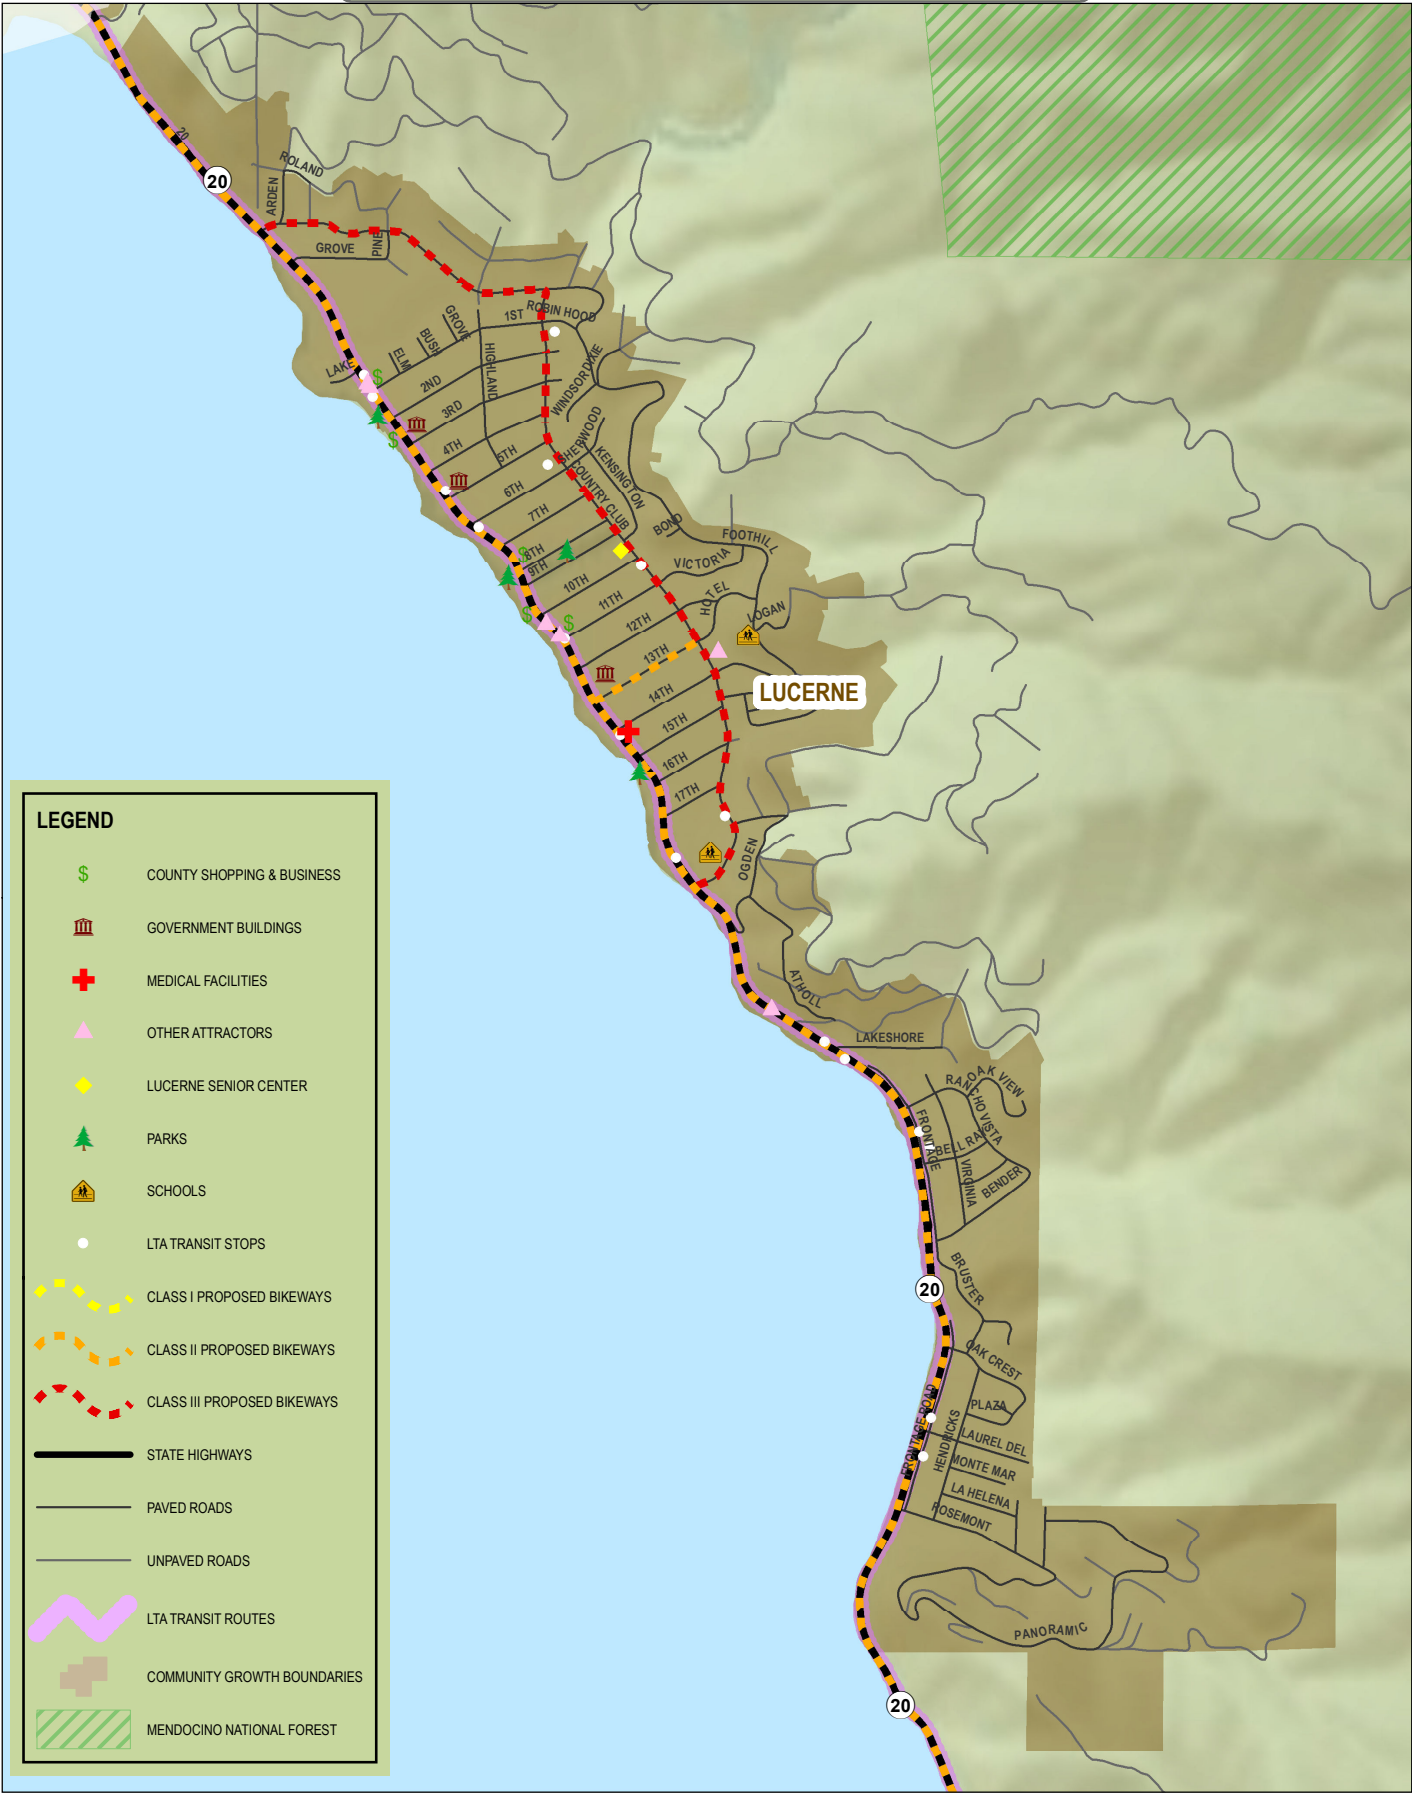 20
20
ROLAND
ARDEN
GROVE
PINE
ROBIN HOOD
1ST
GROVE
BUSH
ELM
LAKE
HIGHLAND
2ND
3RD
4TH
5TH
6TH
7TH
8TH
9TH
10TH
11TH
12TH
13TH
14TH
15TH
16TH
17TH
DIXIE
WINDSOR
SHERWOOD
KENSINGTON
COUNTRY CLUB
BOND
FOOTHILL
VICTORIA
HOTEL
LOGAN
LUCERNE
OGDEN
ATHOLL
LAKESHORE
OAK VIEW
RANCHO VISTA
FRONTAGE
VIRGINIA
BENDER
BRUSTER
20
OAK CREST
PLAZA
FRONTAGE ROAD
HENDRICKS
LAUREL DEL
MONTE MAR
LA HELENA
ROSEMONT
PANORAMIC
20
LEGEND
$ COUNTY SHOPPING & BUSINESS
GOVERNMENT BUILDINGS
MEDICAL FACILITIES
OTHER ATTRACTORS
LUCERNE SENIOR CENTER
PARKS
SCHOOLS
LTA TRANSIT STOPS
CLASS I PROPOSED BIKEWAYS
CLASS II PROPOSED BIKEWAYS
CLASS III PROPOSED BIKEWAYS
STATE HIGHWAYS
PAVED ROADS
UNPAVED ROADS
LTA TRANSIT ROUTES
COMMUNITY GROWTH BOUNDARIES
MENDOCINO NATIONAL FOREST